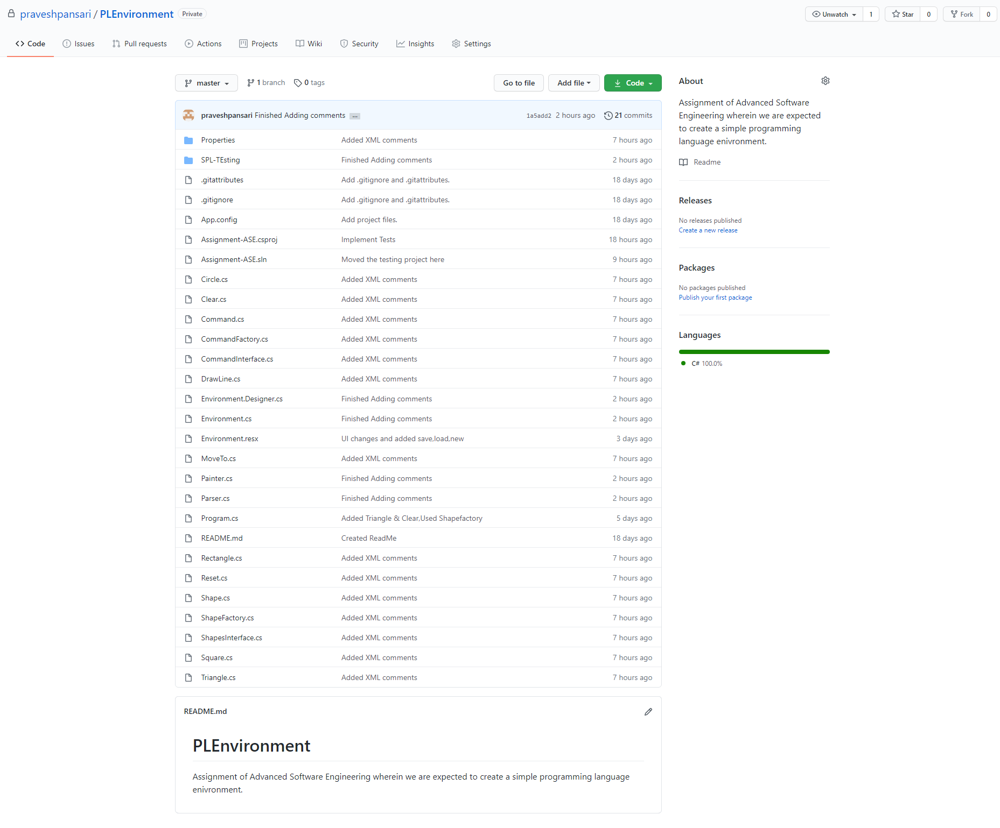 praveshpansari / PLEnvironment Private
Unwatch 1 Star 0 Fork 0
Code Issues Pull requests Actions Projects Wiki Security Insights Settings
master 1 branch 0 tags Go to file Add file Code
praveshpansari Finished Adding comments ... 1a5add2 2 hours ago 21 commits
Properties Added XML comments 7 hours ago
SPL-TEsting Finished Adding comments 2 hours ago
.gitattributes Add .gitignore and .gitattributes. 18 days ago
.gitignore Add .gitignore and .gitattributes. 18 days ago
App.config Add project files. 18 days ago
Assignment-ASE.csproj Implement Tests 18 hours ago
Assignment-ASE.sln Moved the testing project here 9 hours ago
Circle.cs Added XML comments 7 hours ago
Clear.cs Added XML comments 7 hours ago
Command.cs Added XML comments 7 hours ago
CommandFactory.cs Added XML comments 7 hours ago
CommandInterface.cs Added XML comments 7 hours ago
DrawLine.cs Added XML comments 7 hours ago
Environment.Designer.cs Finished Adding comments 2 hours ago
Environment.cs Finished Adding comments 2 hours ago
Environment.resx UI changes and added save,load,new 3 days ago
MoveTo.cs Added XML comments 7 hours ago
Painter.cs Finished Adding comments 2 hours ago
Parser.cs Finished Adding comments 2 hours ago
Program.cs Added Triangle & Clear,Used Shapefactory 5 days ago
README.md Created ReadMe 18 days ago
Rectangle.cs Added XML comments 7 hours ago
Reset.cs Added XML comments 7 hours ago
Shape.cs Added XML comments 7 hours ago
ShapeFactory.cs Added XML comments 7 hours ago
ShapesInterface.cs Added XML comments 7 hours ago
Square.cs Added XML comments 7 hours ago
Triangle.cs Added XML comments 7 hours ago
README.md
PLEnvironment
Assignment of Advanced Software Engineering wherein we are expected to create a simple programming language
enivronment.
About
Assignment of Advanced Software
Engineering wherein we are expected
to create a simple programming
language enivronment.
Readme
Releases
No releases published
Create a new release
Packages
No packages published
Publish your first package
Languages
C# 100.0%